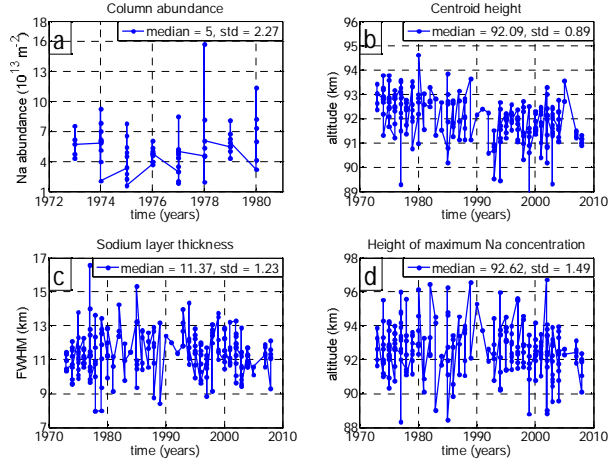 Column abundance
a
median = 5, std = 2.27
Na abundance (10^13 m^-2)
18
16
13
10
7
4
1
1972 1974 1976 1978 1980
time (years)
Centroid height
b
median = 92.09, std = 0.89
altitude (km)
96
95
94
93
92
91
90
89
1970 1980 1990 2000 2010
time (years)
Sodium layer thickness
c
median = 11.37, std = 1.23
FWHM (km)
17
15
13
12
11
10
9
7
1970 1980 1990 2000 2010
time (years)
Height of maximum Na concentration
d
median = 92.62, std = 1.49
altitude (km)
98
96
94
92
90
88
86
1970 1980 1990 2000 2010
time (years)